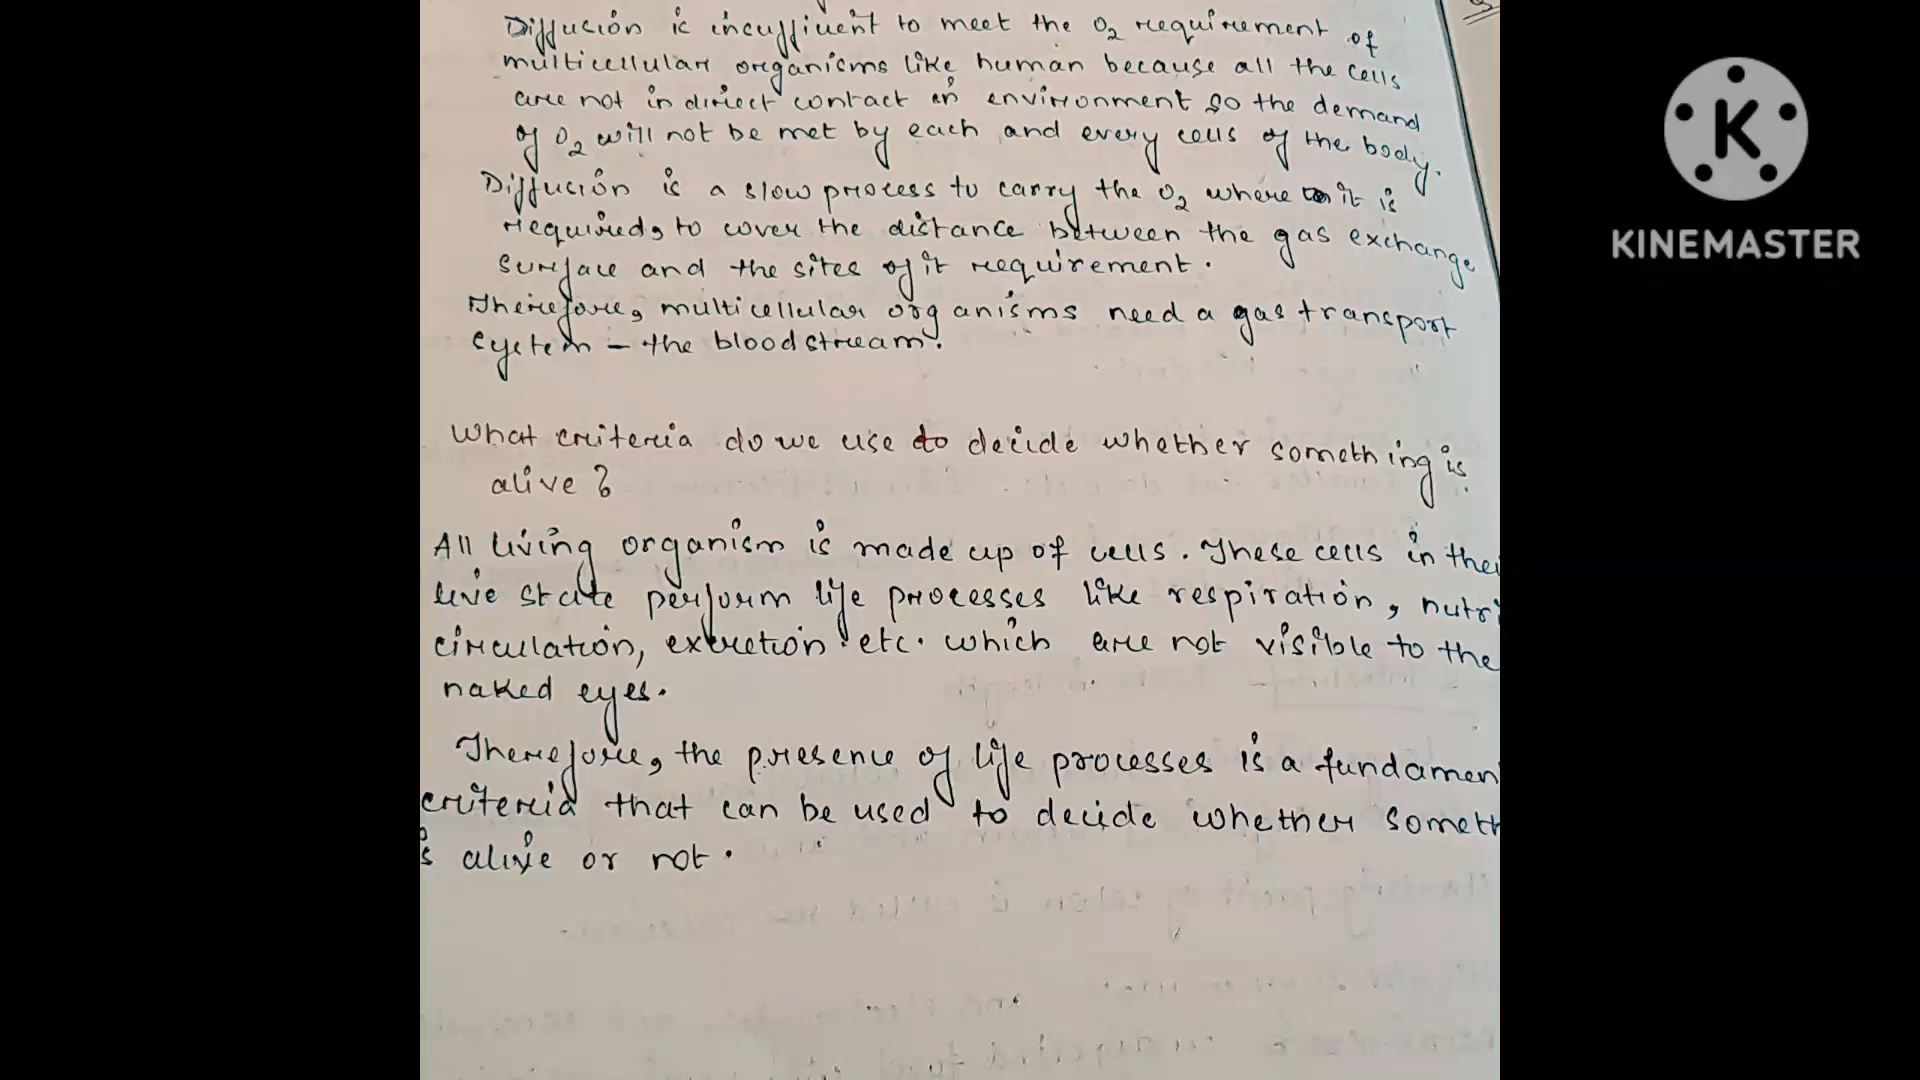 Diffusion is insufficient to meet the O2 requirement of
multicellular organisms like human because all the cells
are not in direct contact in environment so the demand
of O2 will not be met by each and every cells of the body.
Diffusion is a slow process to carry the O2 where it is
required, to cover the distance between the gas exchange
surface and the sites of it requirement.
Therefore, multicellular organisms need a gas transport
system – the bloodstream.
What criteria do we use to decide whether something is
alive?
All living organism is made up of cells. These cells in thei
live state perform life processes like respiration, nutri
circulation, excretion etc. which are not visible to the
naked eyes.
Therefore, the presence of life processes is a fundamen
criteria that can be used to decide whether someth
is alive or not.
K
KINEMASTER